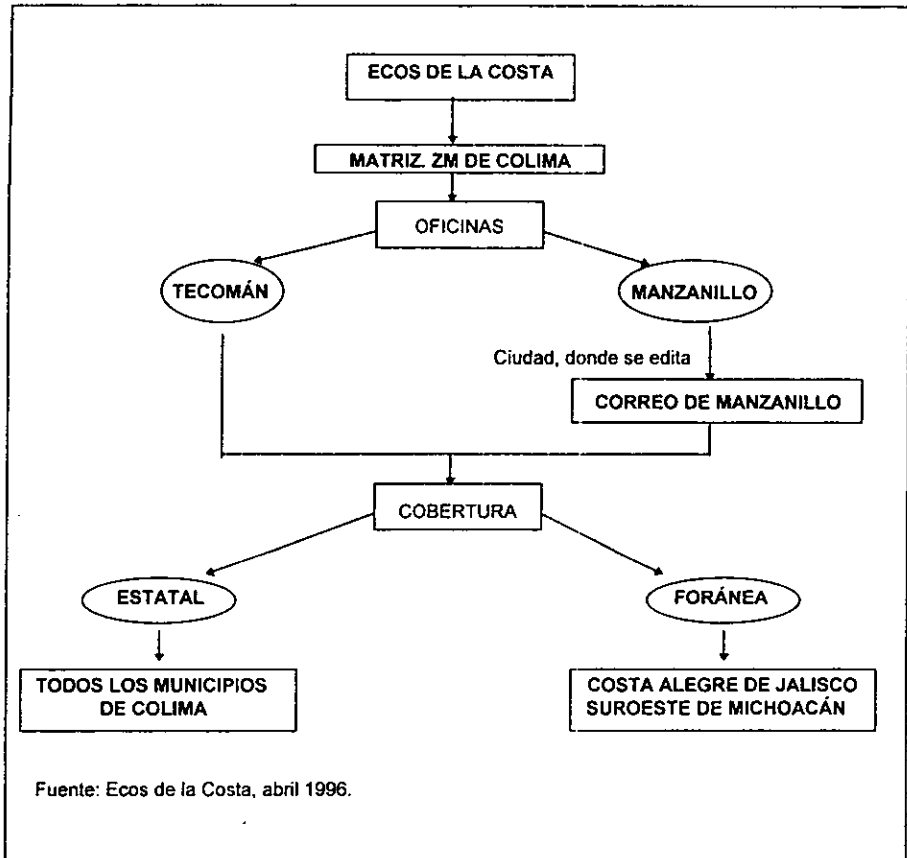 ECOS DE LA COSTA
MATRIZ. ZM DE COLIMA
OFICINAS
TECOMÁN
MANZANILLO
Ciudad, donde se edita
CORREO DE MANZANILLO
COBERTURA
ESTATAL
FORÁNEA
TODOS LOS MUNICIPIOS
DE COLIMA
COSTA ALEGRE DE JALISCO
SUROESTE DE MICHOACÁN
Fuente: Ecos de la Costa, abril 1996.